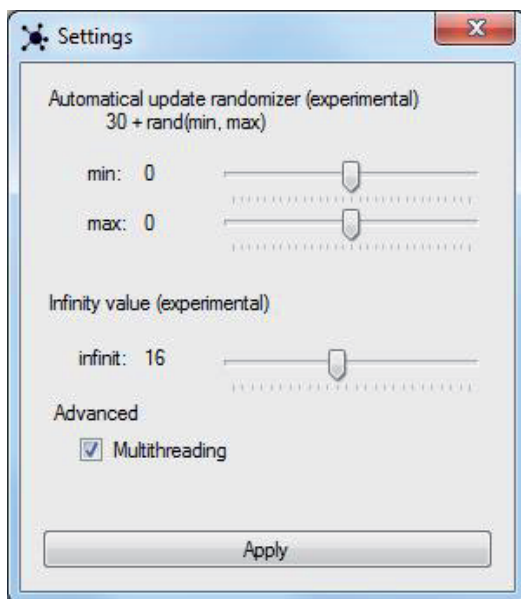 Settings
Automatical update randomizer (experimental)
30 + rand(min, max)
min: 0
max: 0
Infinity value (experimental)
infinit: 16
Advanced
Multithreading
Apply